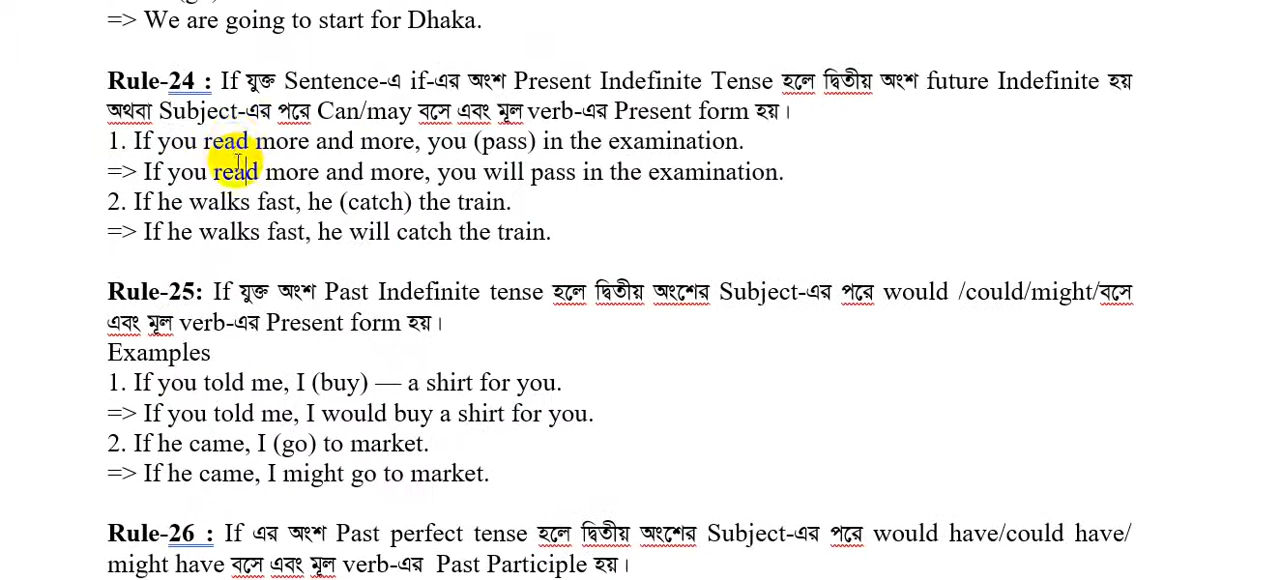 => We are going to start for Dhaka.
Rule-24 : If যুক্ত Sentence-এ if-এর অংশ Present Indefinite Tense হলে দ্বিতীয় অংশ future Indefinite হয়
অথবা Subject-এর পরে Can/may বসে এবং মূল verb-এর Present form হয়।
1. If you read more and more, you (pass) in the examination.
=> If you read more and more, you will pass in the examination.
2. If he walks fast, he (catch) the train.
=> If he walks fast, he will catch the train.
Rule-25: If যুক্ত অংশ Past Indefinite tense হলে দ্বিতীয় অংশের Subject-এর পরে would /could/might/বসে
এবং মূল verb-এর Present form হয়।
Examples
1. If you told me, I (buy) — a shirt for you.
=> If you told me, I would buy a shirt for you.
2. If he came, I (go) to market.
=> If he came, I might go to market.
Rule-26 : If এর অংশ Past perfect tense হলে দ্বিতীয় অংশের Subject-এর পরে would have/could have/
might have বসে এবং মূল verb-এর Past Participle হয়।